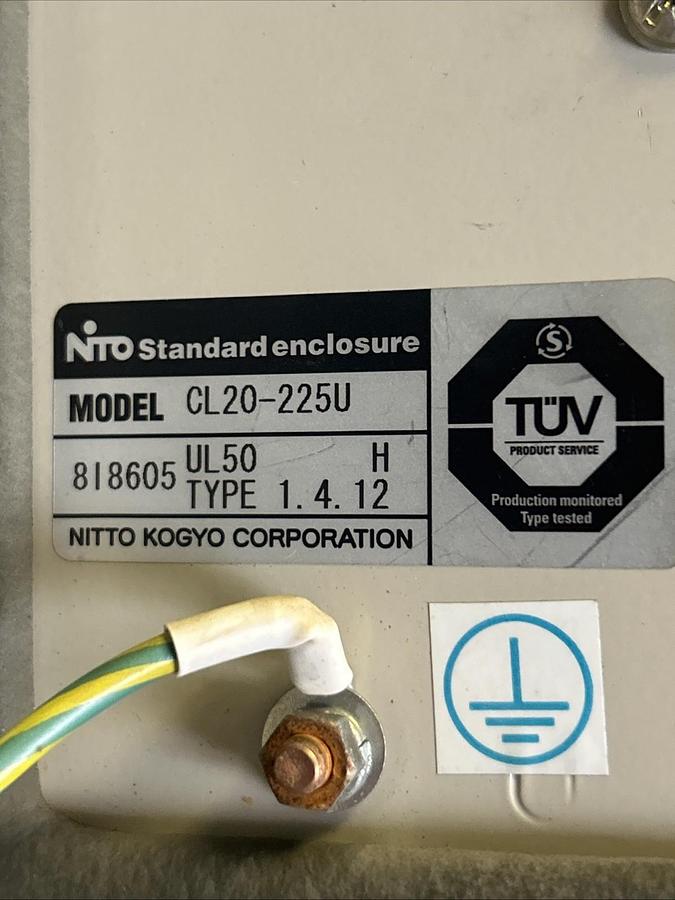 NITO Standard enclosure
MODEL CL20-225U
818605 UL50 H
TYPE 1.4.12
NITTO KOGYO CORPORATION
S
TÜV
PRODUCT SERVICE
Production monitored
Type tested